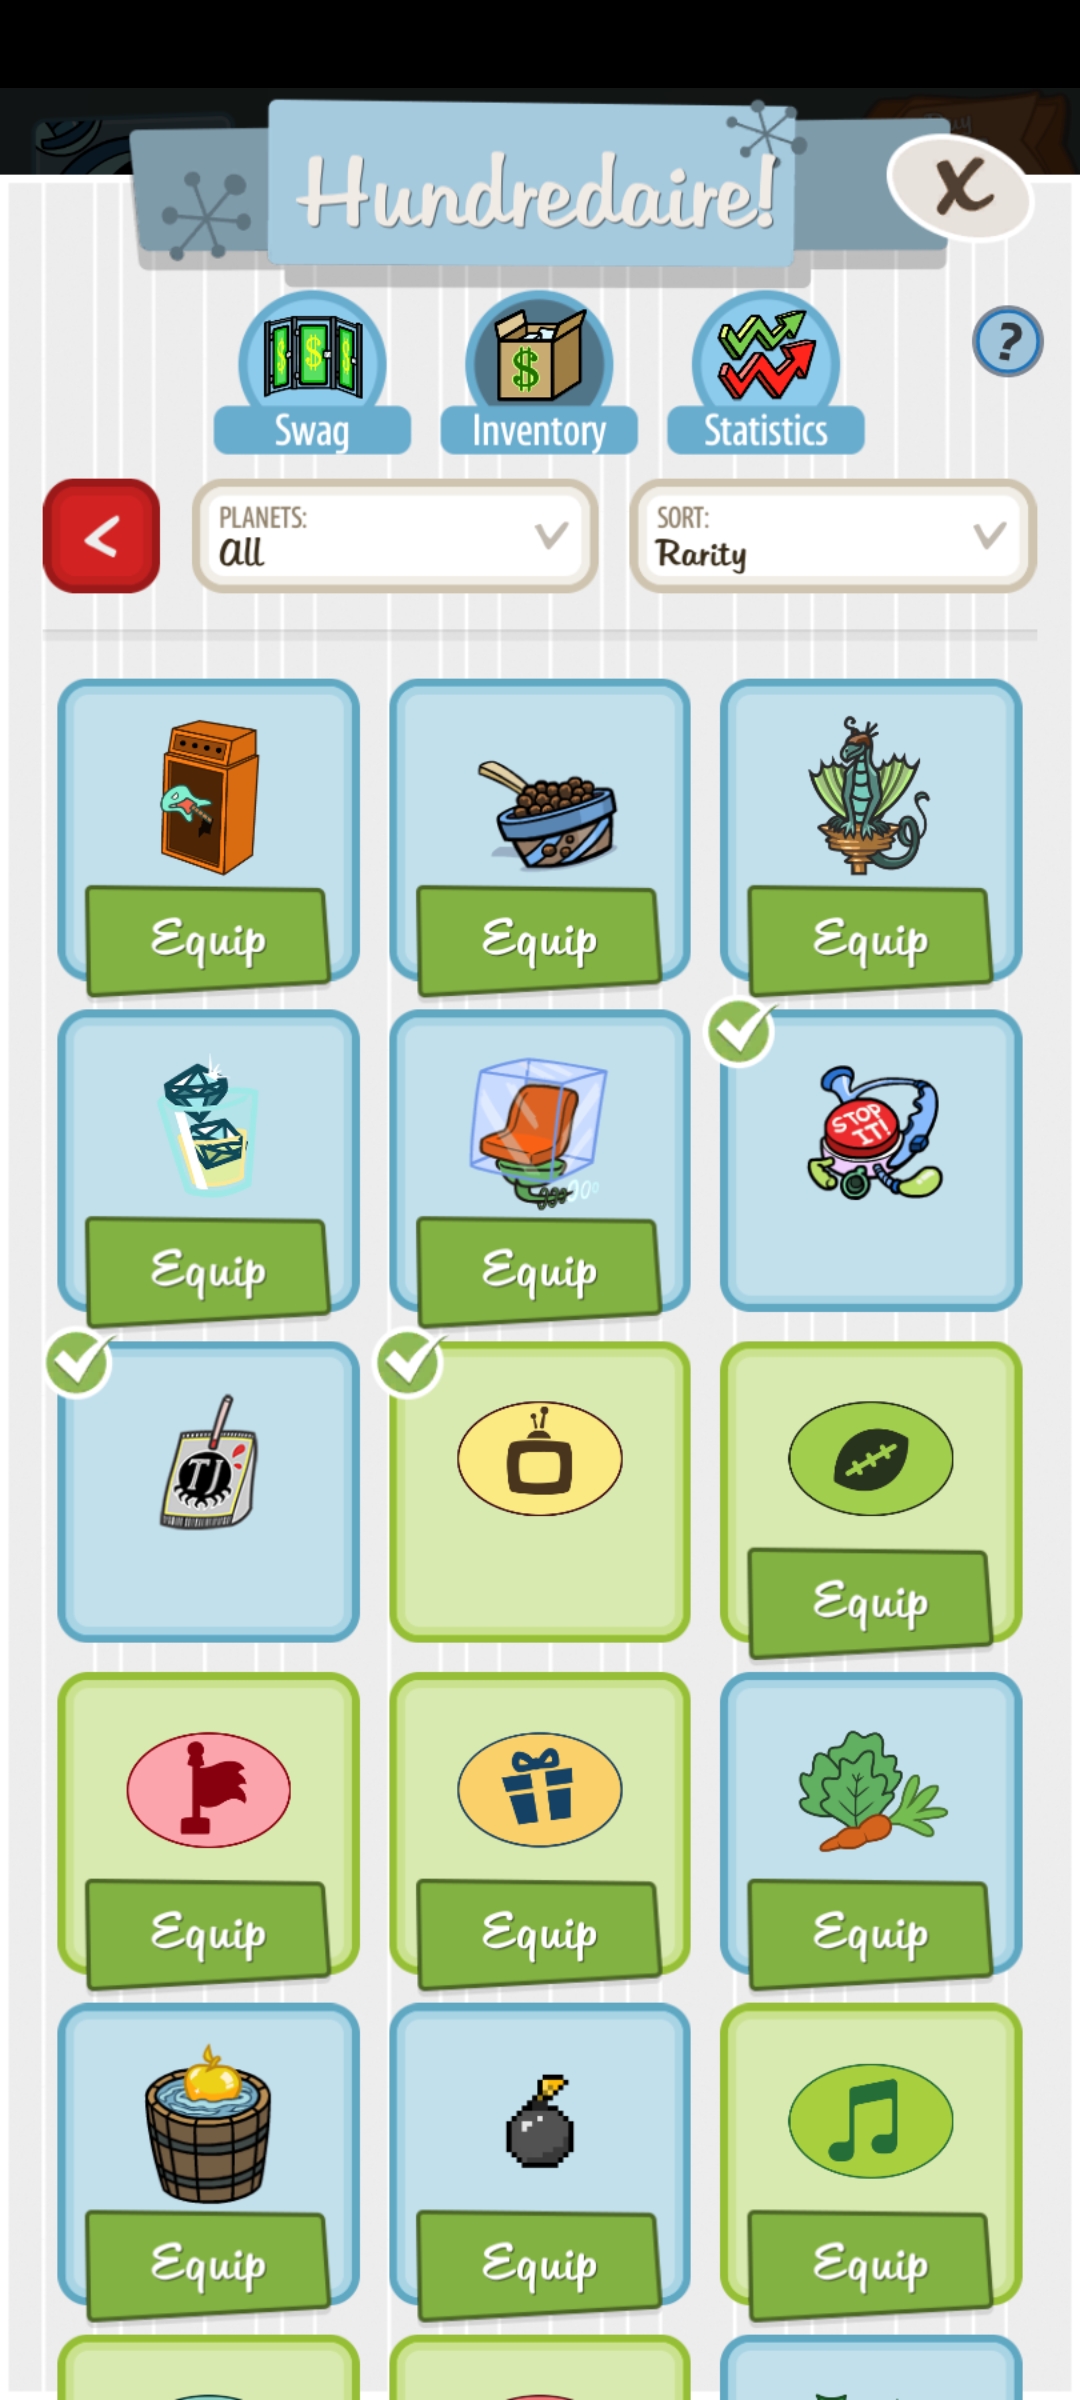 Hundredaire!
X
?
Swag
Inventory
Statistics
PLANETS:
All
SORT:
Rarity
Equip
Equip
Equip
STOP
IT!
Equip
Equip
TJ
Equip
Equip
Equip
Equip
Equip
Equip
Equip